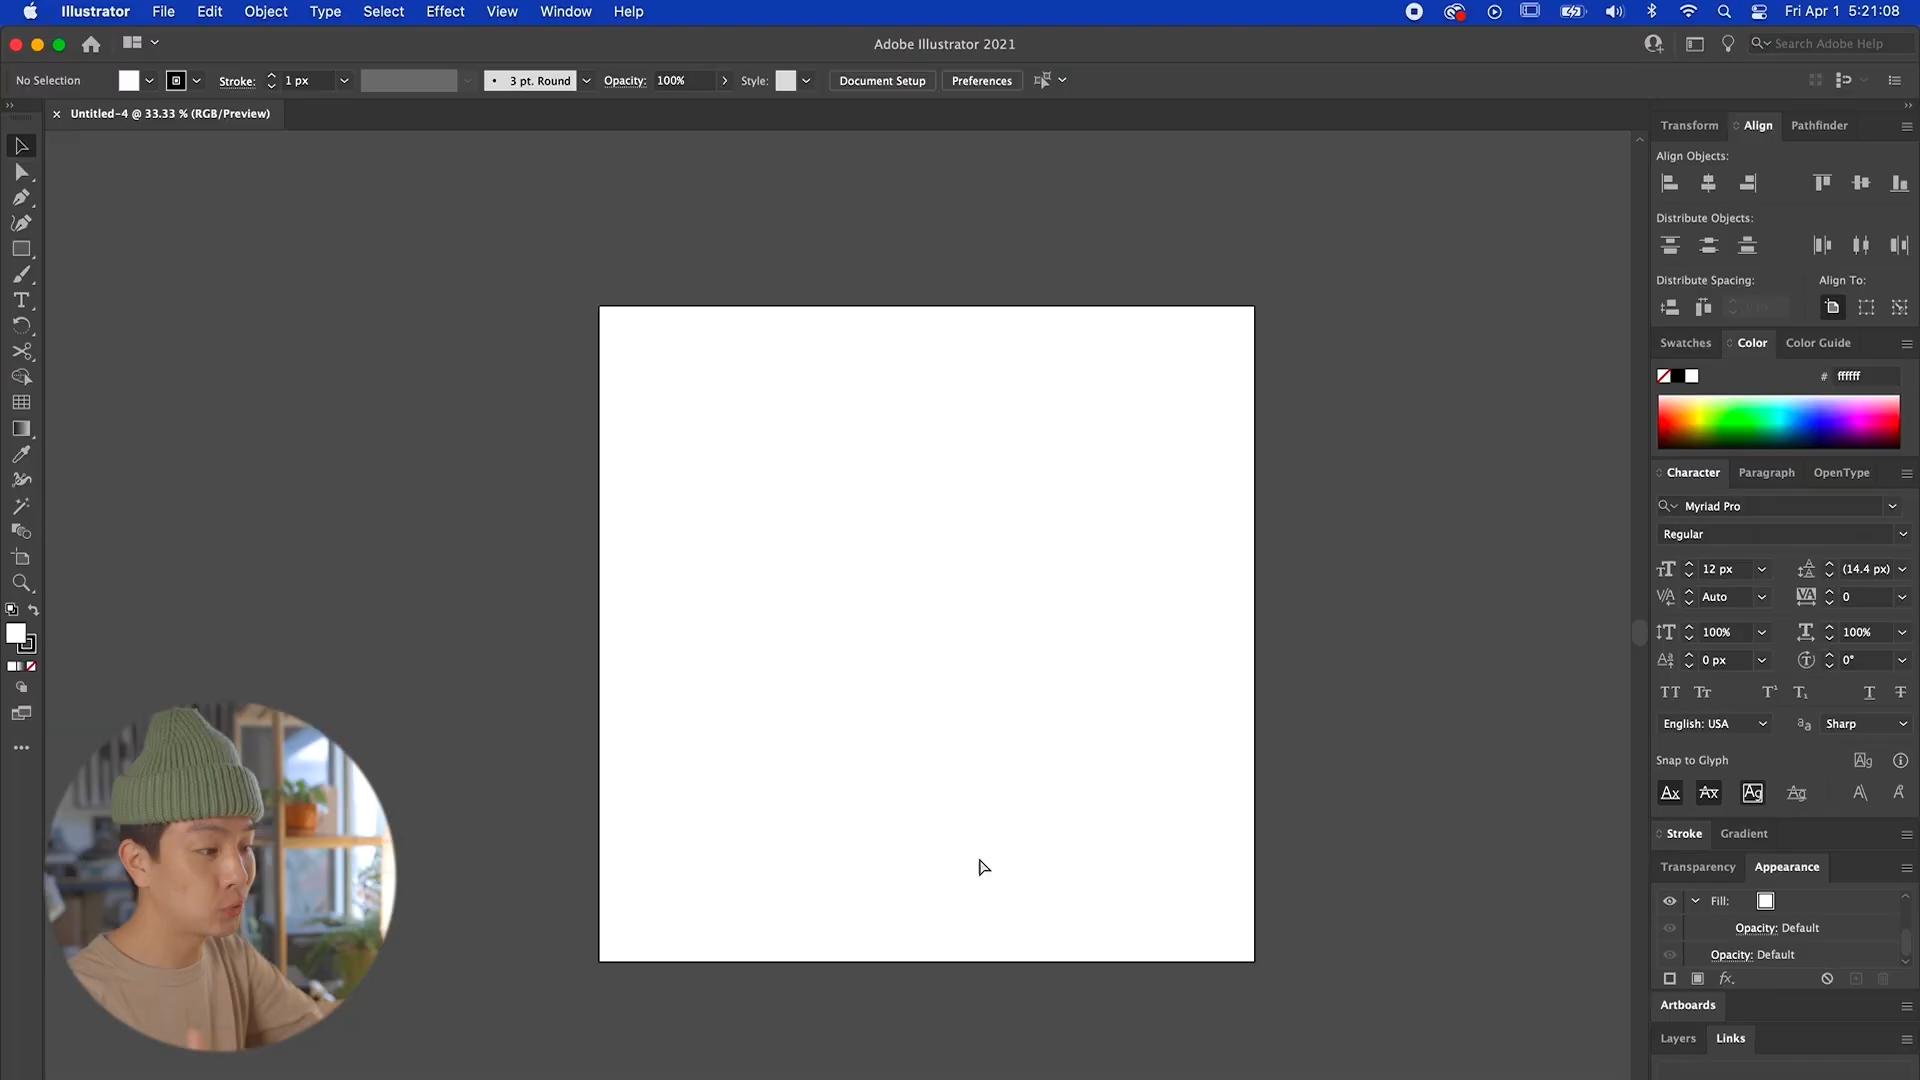 Illustrator File Edit Object Type Select Effect View Window Help Fri Apr 1 5:21:08
Adobe Illustrator 2021 Search Adobe Help
No Selection Stroke: 1 px 3 pt. Round Opacity: 100% Style: Document Setup Preferences
Untitled-4 @ 33.33 % (RGB/Preview)
Transform Align Pathfinder
Align Objects:
Distribute Objects:
Distribute Spacing: Align To:
Swatches Color Color Guide
# ffffff
Character Paragraph OpenType
Myriad Pro
Regular
12 px (14.4 px)
Auto 0
100% 100%
0 px 0°
English: USA Sharp
Snap to Glyph
Stroke Gradient
Transparency Appearance
Fill:
Opacity: Default
Opacity: Default
fx.
Artboards
Layers Links